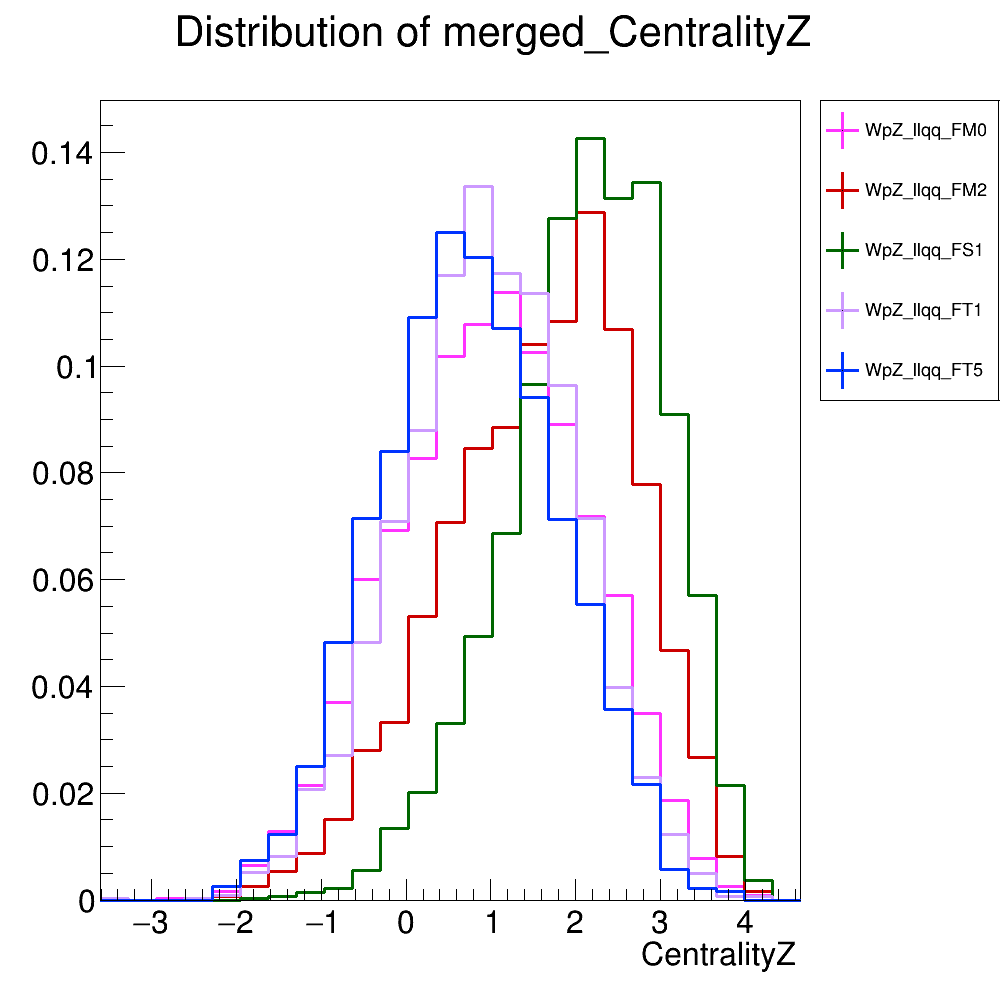 Distribution of merged_CentralityZ
WpZ_llqq_FM0
WpZ_llqq_FM2
WpZ_llqq_FS1
WpZ_llqq_FT1
WpZ_llqq_FT5
0.14
0.12
0.1
0.08
0.06
0.04
0.02
0
−3 −2 −1 0 1 2 3 4
CentralityZ